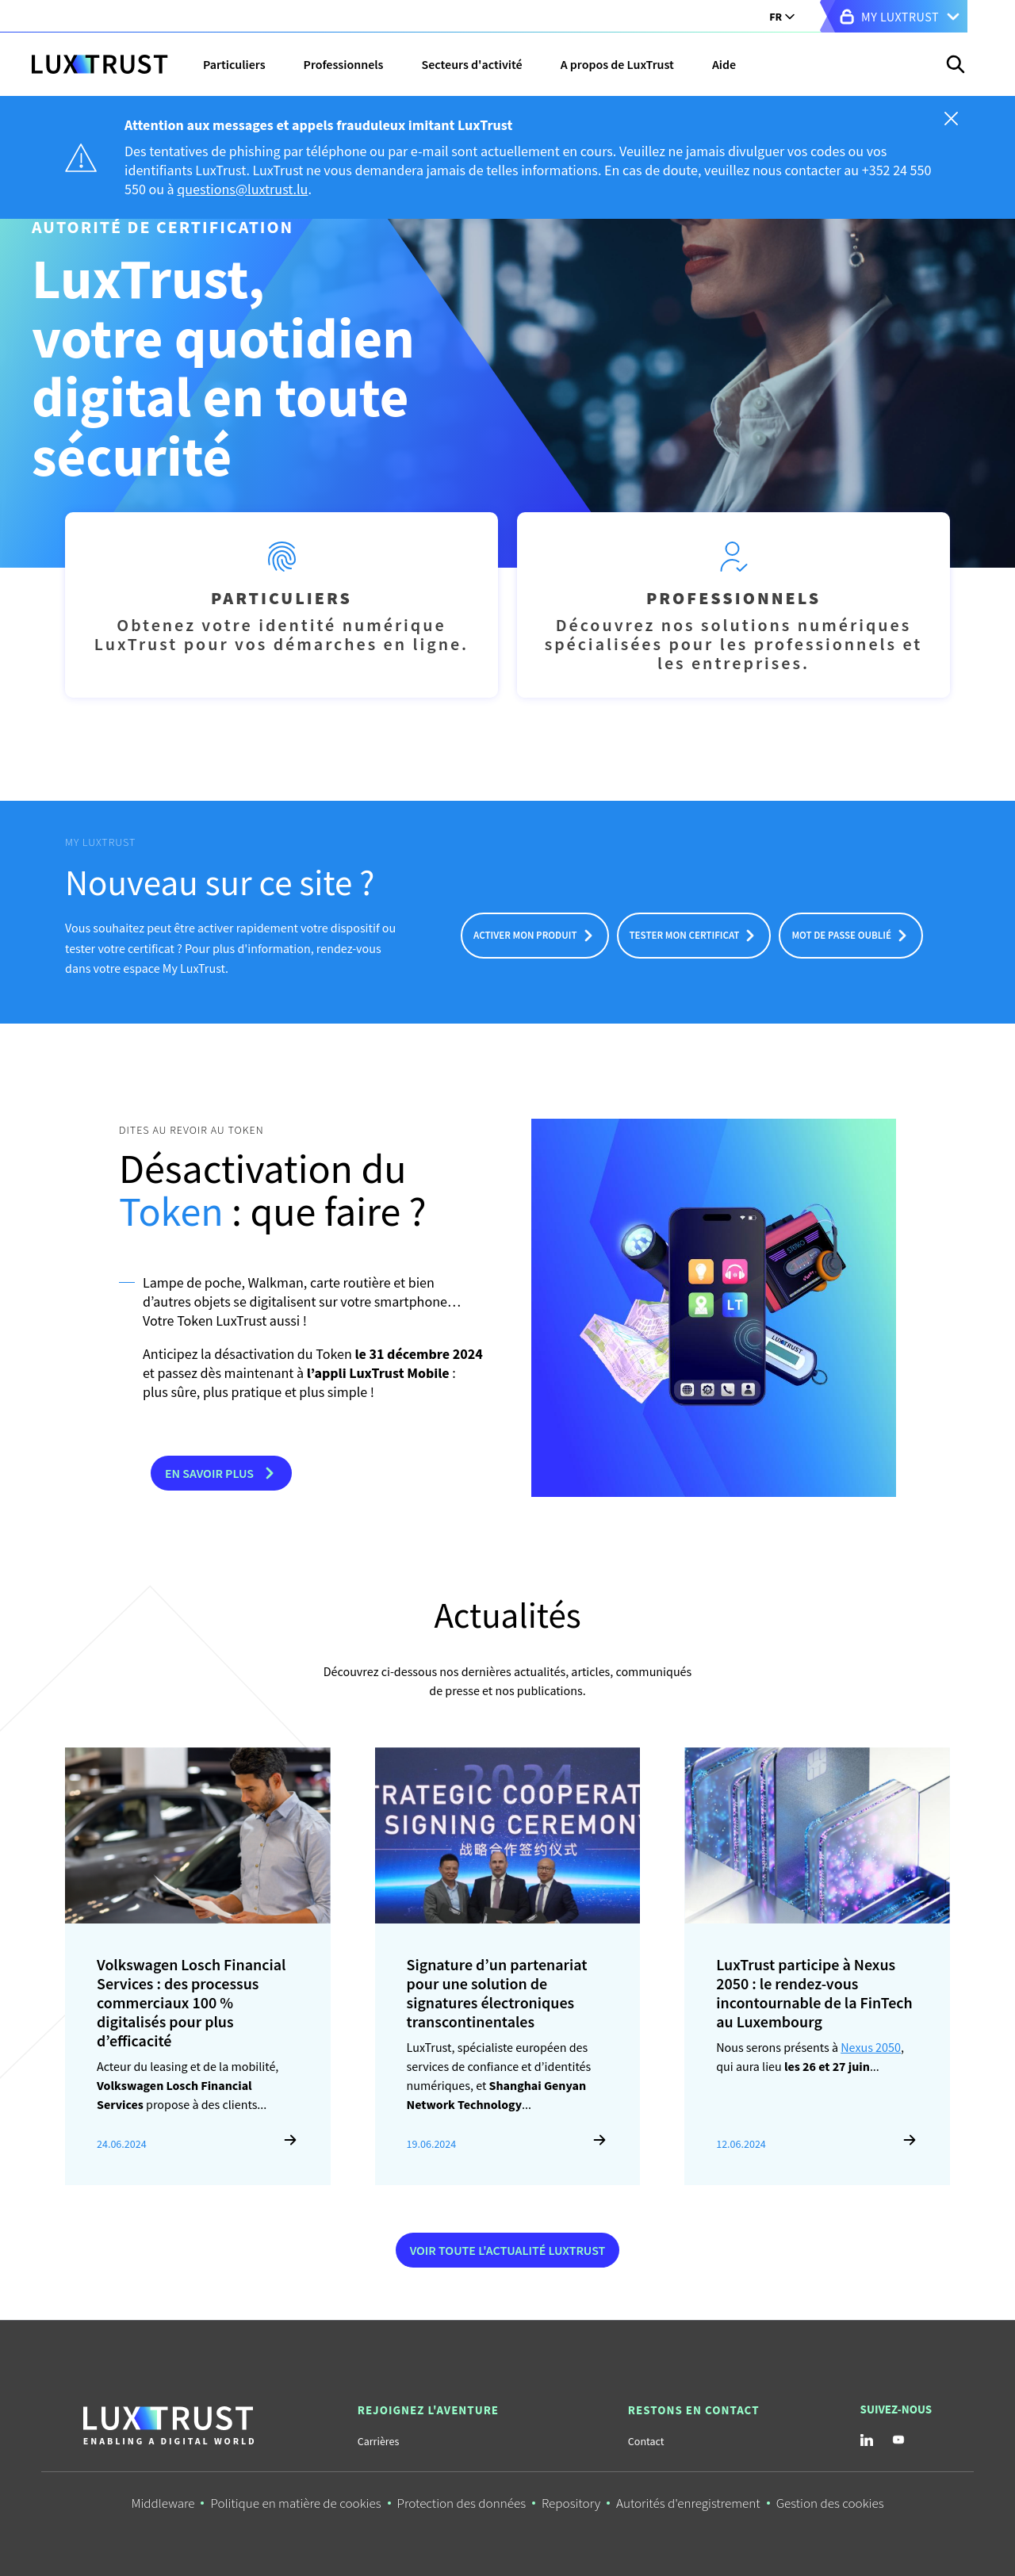 FR
MY LUXTRUST
LUXTRUST
Particuliers
Professionnels
Secteurs d'activité
A propos de LuxTrust
Aide
Attention aux messages et appels frauduleux imitant LuxTrust
Des tentatives de phishing par téléphone ou par e-mail sont actuellement en cours. Veuillez ne jamais divulguer vos codes ou vos
identifiants LuxTrust. LuxTrust ne vous demandera jamais de telles informations. En cas de doute, veuillez nous contacter au +352 24 550
550 ou à questions@luxtrust.lu.
AUTORITÉ DE CERTIFICATION
LuxTrust,
votre quotidien
digital en toute
sécurité
PARTICULIERS
Obtenez votre identité numérique
LuxTrust pour vos démarches en ligne.
PROFESSIONNELS
Découvrez nos solutions numériques
spécialisées pour les professionnels et
les entreprises.
MY LUXTRUST
Nouveau sur ce site ?
Vous souhaitez peut être activer rapidement votre dispositif ou
tester votre certificat ? Pour plus d'information, rendez-vous
dans votre espace My LuxTrust.
ACTIVER MON PRODUIT
TESTER MON CERTIFICAT
MOT DE PASSE OUBLIÉ
DITES AU REVOIR AU TOKEN
Désactivation du
Token : que faire ?
Lampe de poche, Walkman, carte routière et bien
d’autres objets se digitalisent sur votre smartphone…
Votre Token LuxTrust aussi !
Anticipez la désactivation du Token le 31 décembre 2024
et passez dès maintenant à l’appli LuxTrust Mobile :
plus sûre, plus pratique et plus simple !
EN SAVOIR PLUS
STEREO
LT
LUXTRUST
Actualités
Découvrez ci-dessous nos dernières actualités, articles, communiqués
de presse et nos publications.
2024
TRATEGIC COOPERAT
SIGNING CEREMONY
战略合作签约仪式
Volkswagen Losch Financial
Services : des processus
commerciaux 100 %
digitalisés pour plus
d’efficacité
Acteur du leasing et de la mobilité,
Volkswagen Losch Financial
Services propose à des clients...
24.06.2024
Signature d’un partenariat
pour une solution de
signatures électroniques
transcontinentales
LuxTrust, spécialiste européen des
services de confiance et d’identités
numériques, et Shanghai Genyan
Network Technology...
19.06.2024
LuxTrust participe à Nexus
2050 : le rendez-vous
incontournable de la FinTech
au Luxembourg
Nous serons présents à Nexus 2050,
qui aura lieu les 26 et 27 juin...
12.06.2024
VOIR TOUTE L'ACTUALITÉ LUXTRUST
LUXTRUST
ENABLING A DIGITAL WORLD
REJOIGNEZ L'AVENTURE
Carrières
RESTONS EN CONTACT
Contact
SUIVEZ-NOUS
Middleware • Politique en matière de cookies • Protection des données • Repository • Autorités d'enregistrement • Gestion des cookies